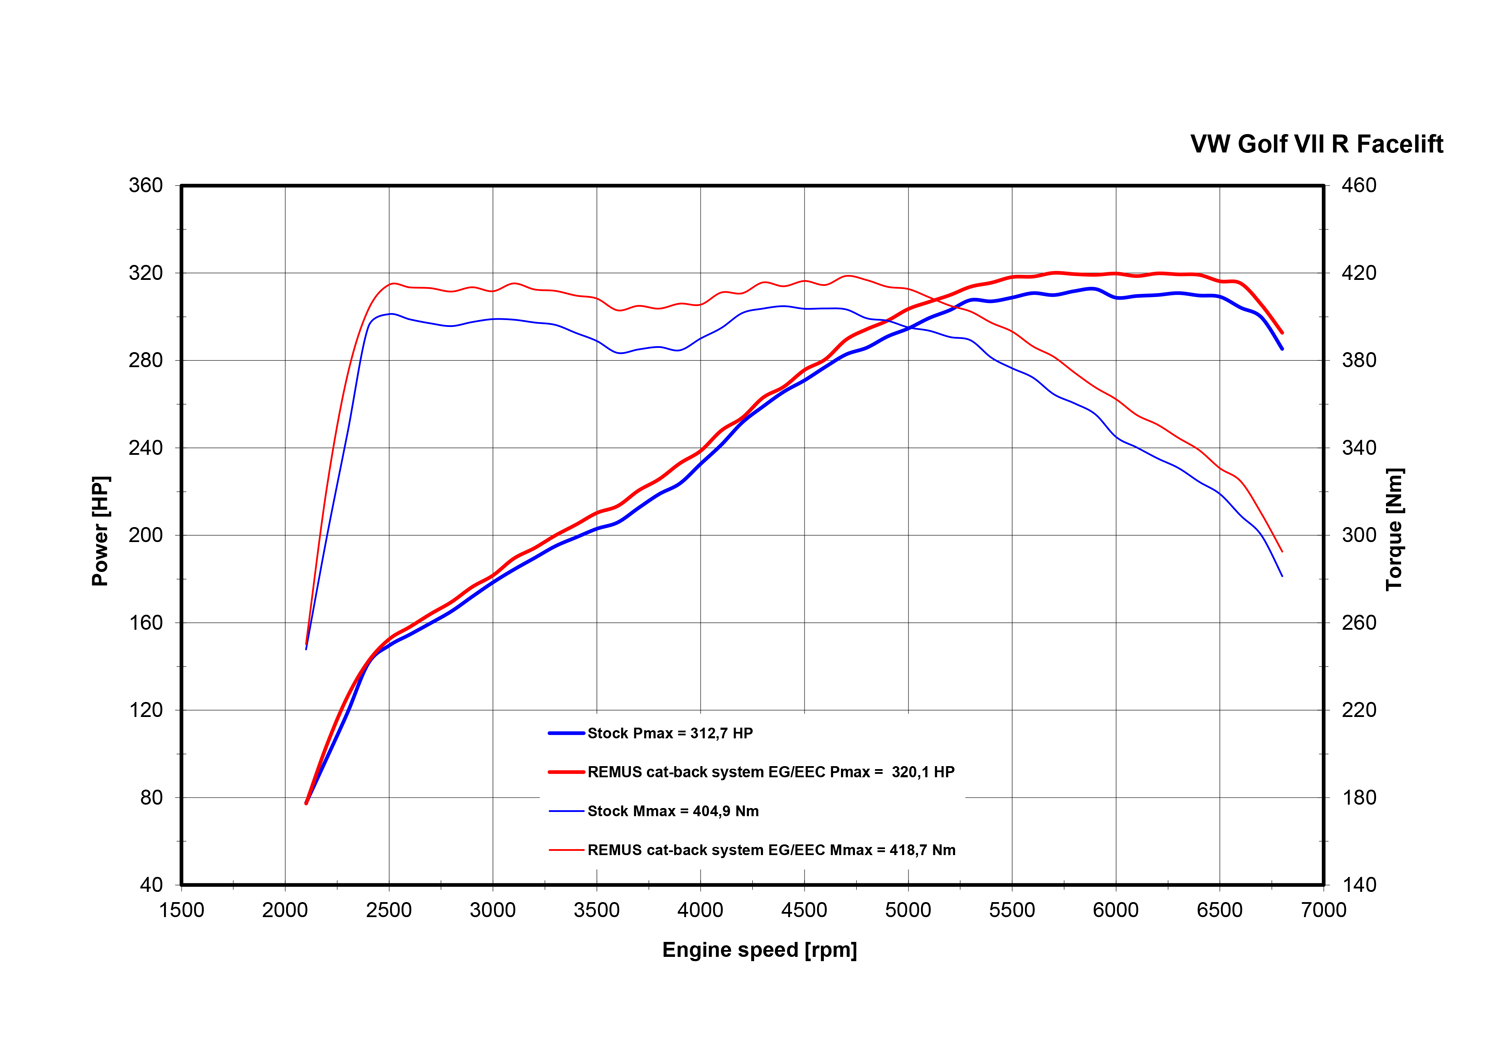 VW Golf VII R Facelift
360
320
280
240
200
160
120
80
40
460
420
380
340
300
260
220
180
140
Power [HP]
Torque [Nm]
Stock Pmax = 312,7 HP
REMUS cat-back system EG/EEC Pmax =  320,1 HP
Stock Mmax = 404,9 Nm
REMUS cat-back system EG/EEC Mmax = 418,7 Nm
1500 2000 2500 3000 3500 4000 4500 5000 5500 6000 6500 7000
Engine speed [rpm]